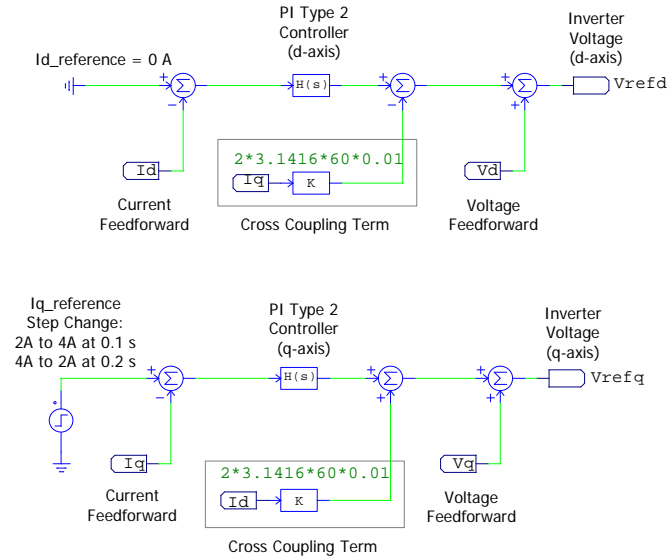 PI Type 2
Controller
(d-axis)
Inverter
Voltage
(d-axis)
Id_reference = 0 A
+
Σ
−
H(s)
+
Σ
−
+
Σ
+
Vrefd
Id
2*3.1416*60*0.01
Iq
K
Vd
Current
Feedforward
Cross Coupling Term
Voltage
Feedforward
Iq_reference
Step Change:
2A to 4A at 0.1 s
4A to 2A at 0.2 s
PI Type 2
Controller
(q-axis)
Inverter
Voltage
(q-axis)
+
Σ
−
H(s)
+
Σ
+
+
Σ
+
Vrefq
Iq
2*3.1416*60*0.01
Id
K
Vq
Current
Feedforward
Voltage
Feedforward
Cross Coupling Term